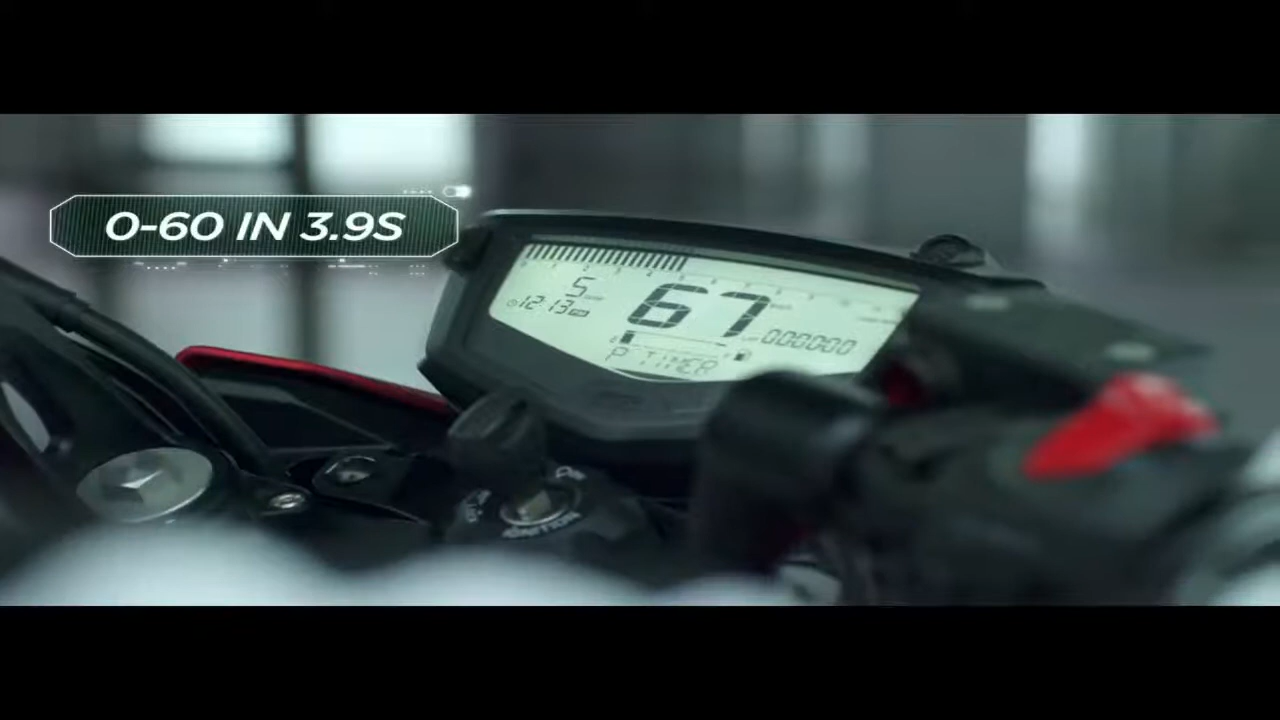 0-60 IN 3.9S
5
67
12:13
000000
P TIMER
IGNITION